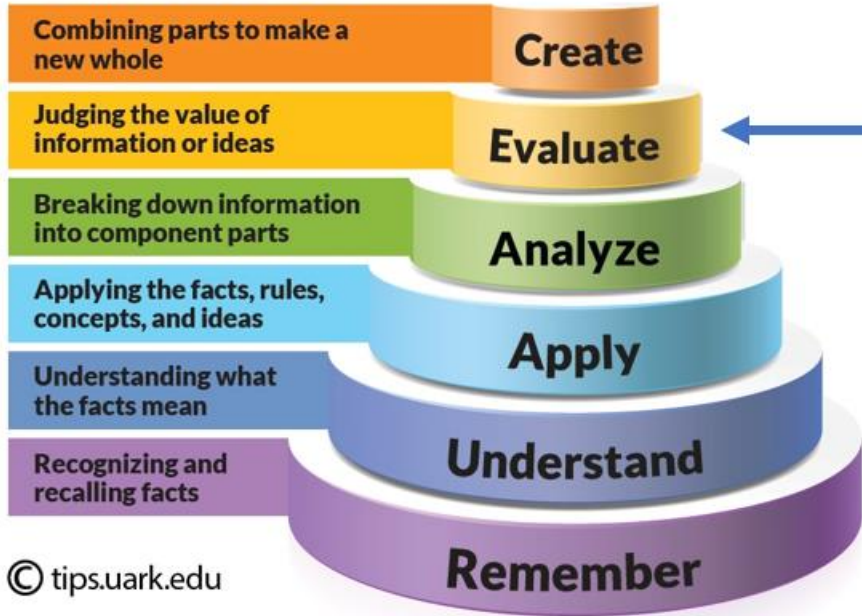 Combining parts to make a
new whole
Create
Judging the value of
information or ideas
Evaluate
Breaking down information
into component parts
Analyze
Applying the facts, rules,
concepts, and ideas
Apply
Understanding what
the facts mean
Understand
Recognizing and
recalling facts
Remember
© tips.uark.edu